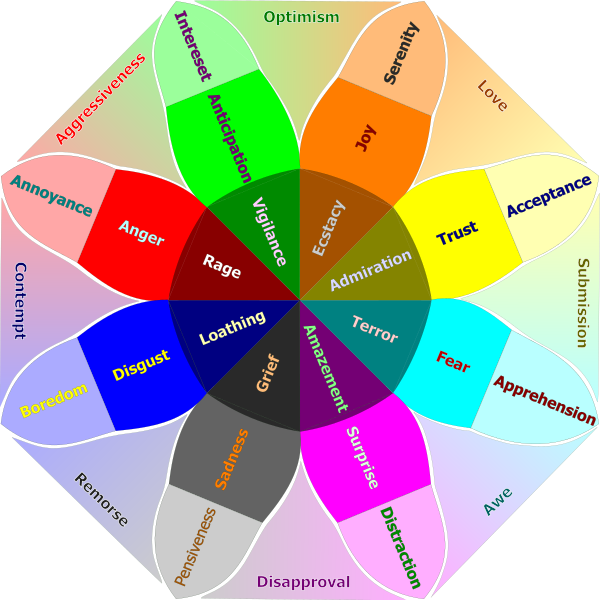 Optimism
Intereset
Serenity
Aggressiveness
Love
Anticipation
Joy
Annoyance
Acceptance
Anger
Trust
Vigilance
Ecstacy
Rage
Admiration
Contempt
Submission
Loathing
Terror
Disgust
Fear
Grief
Amazement
Boredom
Apprehension
Sadness
Surprise
Remorse
Awe
Pensiveness
Distraction
Disapproval